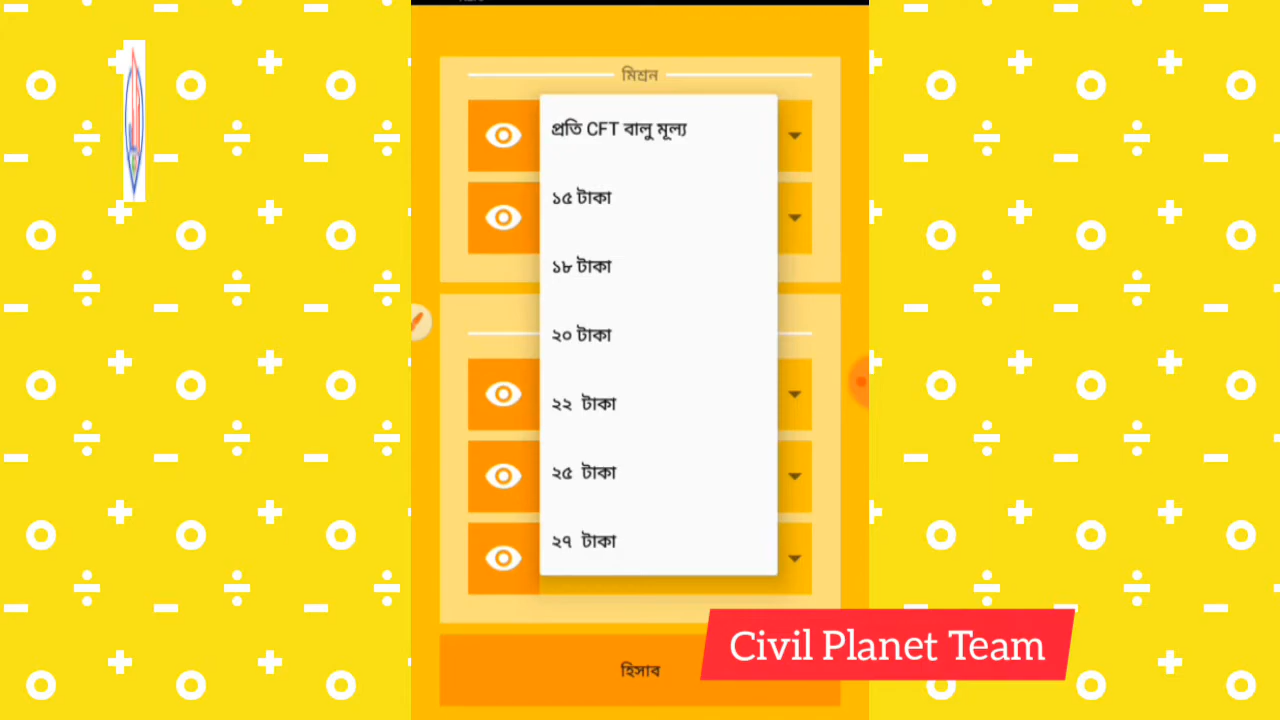 মিশ্রন
প্রতি CFT বালু মূল্য
১৫ টাকা
১৮ টাকা
২০ টাকা
২২ টাকা
২৫ টাকা
২৭ টাকা
হিসাব
Civil Planet Team